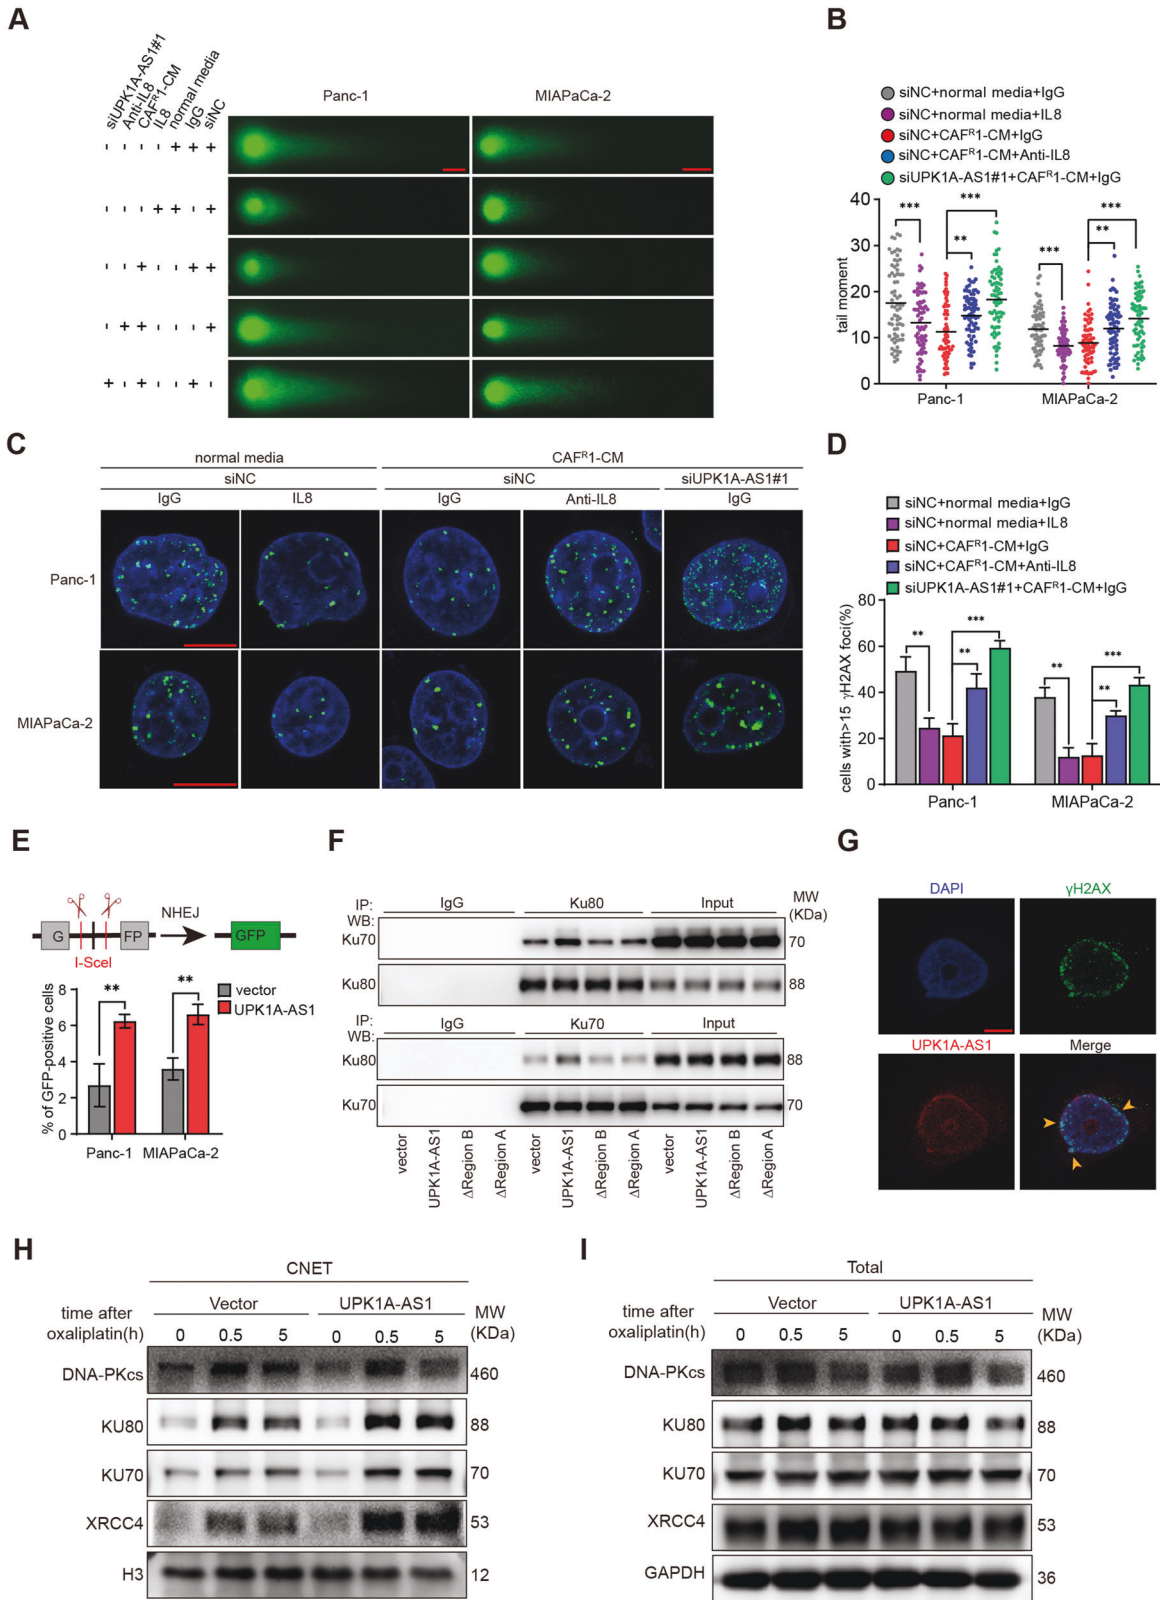 A
siUPK1A-AS1#1
Anti-IL8
CAFR1-CM
IL8
normal media
IgG
siNC
Panc-1
MIAPaCa-2
- - - - + + +
- - - + + - +
- - + - - + +
- + + - - - +
+ - + - - + -
B
siNC+normal media+IgG
siNC+normal media+IL8
siNC+CAFR1-CM+IgG
siNC+CAFR1-CM+Anti-IL8
siUPK1A-AS1#1+CAFR1-CM+IgG
tail moment
40
30
20
10
0
*** *** ** *** *** **
Panc-1
MIAPaCa-2
C
normal media
CAFR1-CM
siNC
siNC
siUPK1A-AS1#1
IgG
IL8
IgG
Anti-IL8
IgG
Panc-1
MIAPaCa-2
D
siNC+normal media+IgG
siNC+normal media+IL8
siNC+CAFR1-CM+IgG
siNC+CAFR1-CM+Anti-IL8
siUPK1A-AS1#1+CAFR1-CM+IgG
cells with>15 γH2AX foci(%)
80
60
40
20
0
** *** ** ** *** **
Panc-1
MIAPaCa-2
E
G
FP
NHEJ
GFP
I-SceI
% of GFP-positive cells
8
6
4
2
0
** **
vector
UPK1A-AS1
Panc-1
MIAPaCa-2
F
IP:
IgG
Ku80
Input
MW
(KDa)
WB:
Ku70
70
Ku80
88
IP:
IgG
Ku70
Input
WB:
Ku80
88
Ku70
70
vector
UPK1A-AS1
ΔRegion B
ΔRegion A
vector
UPK1A-AS1
ΔRegion B
ΔRegion A
vector
UPK1A-AS1
ΔRegion B
ΔRegion A
G
DAPI
γH2AX
UPK1A-AS1
Merge
H
CNET
Vector
UPK1A-AS1
MW
(KDa)
time after
oxaliplatin(h)
0 0.5 5 0 0.5 5
DNA-PKcs
460
KU80
88
KU70
70
XRCC4
53
H3
12
I
Total
Vector
UPK1A-AS1
MW
(KDa)
time after
oxaliplatin(h)
0 0.5 5 0 0.5 5
DNA-PKcs
460
KU80
88
KU70
70
XRCC4
53
GAPDH
36